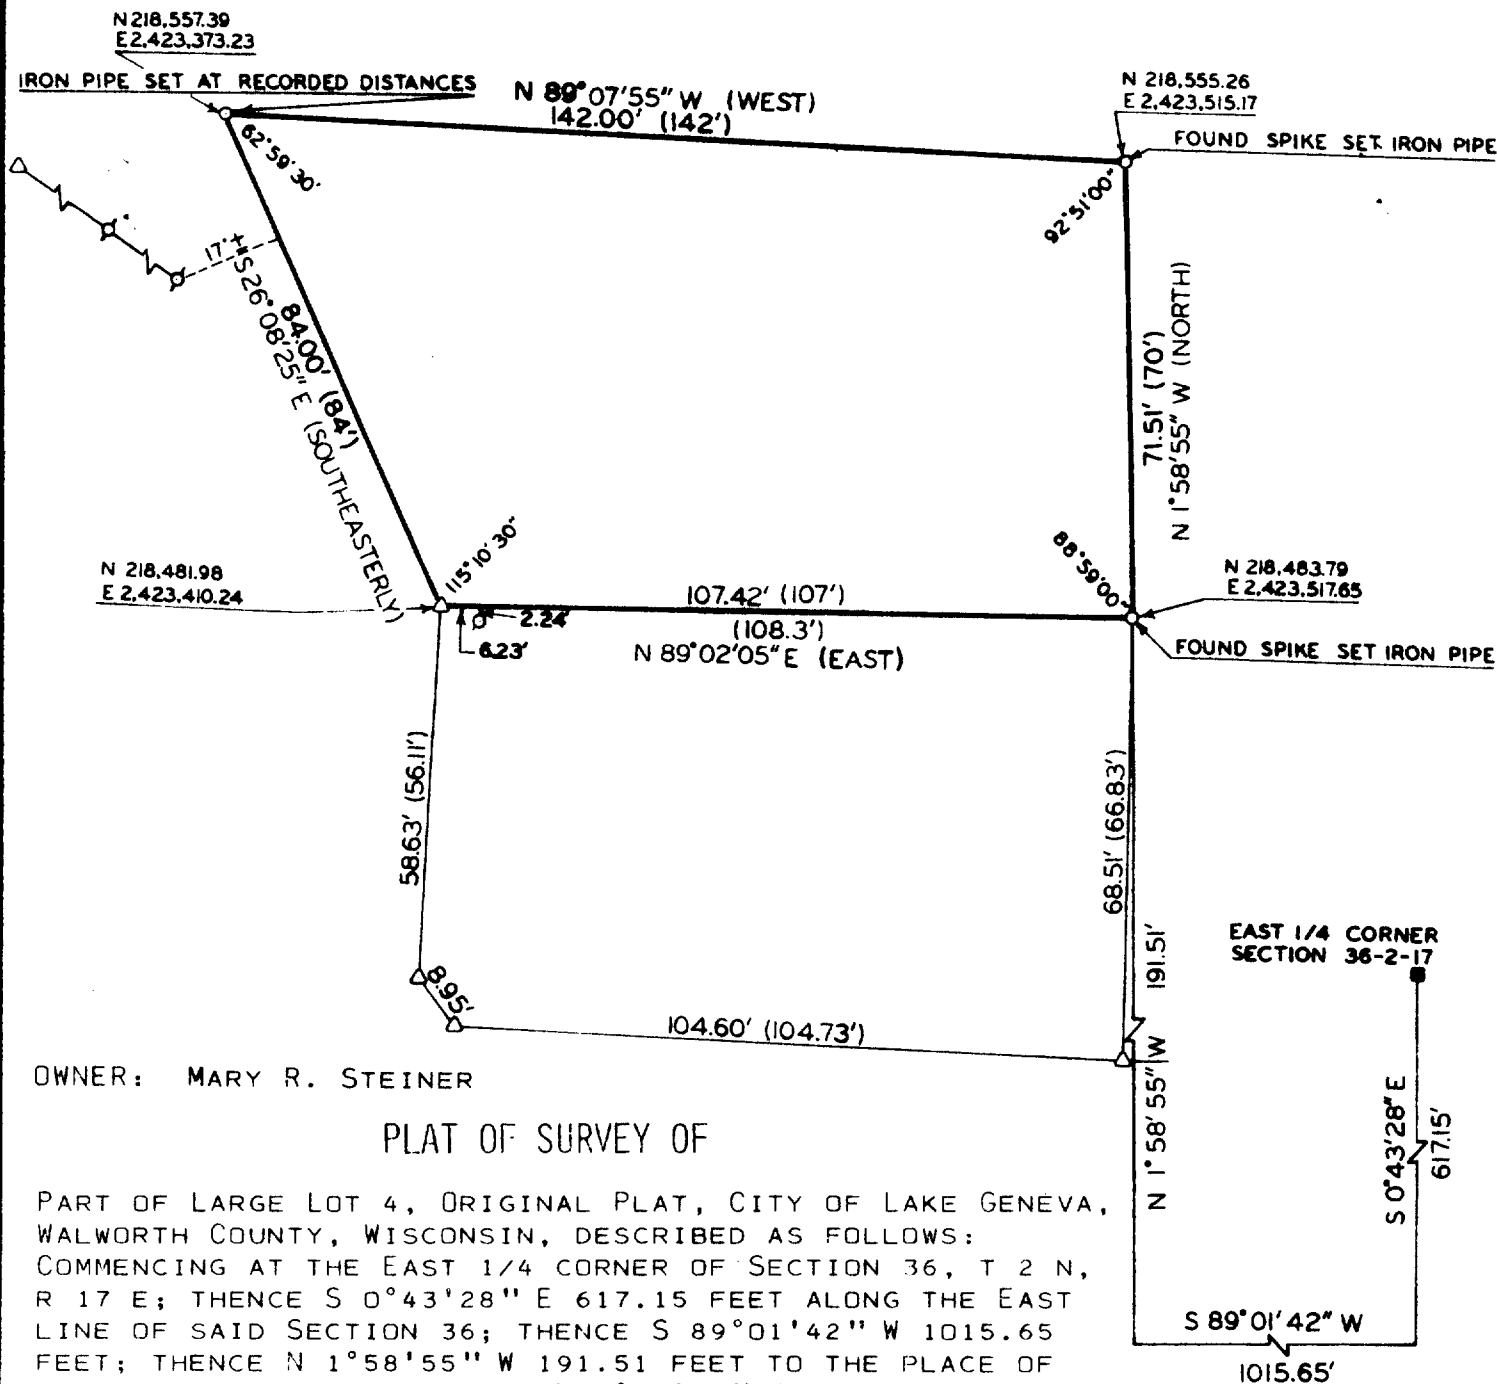 N 218,557.39
E 2,423,373.23
IRON PIPE SET AT RECORDED DISTANCES
N 89°07'55" W (WEST)
142.00' (142')
N 218,555.26
E 2,423,515.17
FOUND SPIKE SET IRON PIPE
62°59'30'
92°51'00"
17'±
S 26°08'25" E (SOUTHEASTERLY)
84.00' (84')
71.51' (70')
N 1°58'55" W (NORTH)
115°10'30"
88°59'00"
N 218,481.98
E 2,423,410.24
N 218,483.79
E 2,423,517.65
107.42' (107')
(108.3')
N 89°02'05" E (EAST)
2.24'
6.23'
FOUND SPIKE SET IRON PIPE
58.63' (56.11')
68.51' (66.83')
8.95'
104.60' (104.73')
N 1°58'55" W 191.51'
EAST 1/4 CORNER
SECTION 36-2-17
S 0°43'28" E
617.15'
S 89°01'42" W
1015.65'
OWNER: MARY R. STEINER
PLAT OF SURVEY OF
PART OF LARGE LOT 4, ORIGINAL PLAT, CITY OF LAKE GENEVA,
WALWORTH COUNTY, WISCONSIN, DESCRIBED AS FOLLOWS:
COMMENCING AT THE EAST 1/4 CORNER OF SECTION 36, T 2 N,
R 17 E; THENCE S 0°43'28" E 617.15 FEET ALONG THE EAST
LINE OF SAID SECTION 36; THENCE S 89°01'42" W 1015.65
FEET; THENCE N 1°58'55" W 191.51 FEET TO THE PLACE OF